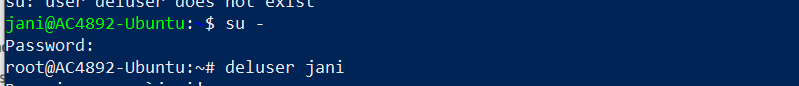 su: user deluser does not exist
jani@AC4892-Ubuntu:~$ su -
Password:
root@AC4892-Ubuntu:~# deluser jani